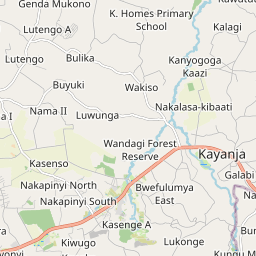 Genda Mukono
K. Homes Primary
School
Kalagi
Lutengo A
Lutengo
Bulika
Kanyogoga
Kaazi
Buyuki
Wakiso
Nakalasa-kibaati
Nama II
Luwunga
Wandagi Forest
Reserve
Kayanja
Kasenso
Galabi
Nakapinyi North
Bwefulumya
East
Nakapinyi South
Kasenge A
Kiwugo
Lukonge